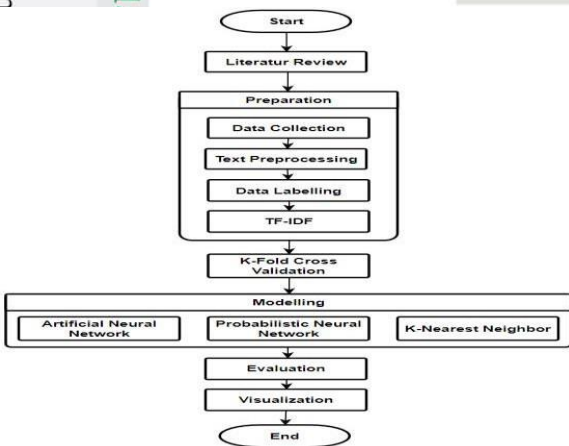 Start
Literatur Review
Preparation
Data Collection
Text Preprocessing
Data Labelling
TF-IDF
K-Fold Cross
Validation
Modelling
Artificial Neural
Network
Probabilistic Neural
Network
K-Nearest Neighbor
Evaluation
Visualization
End